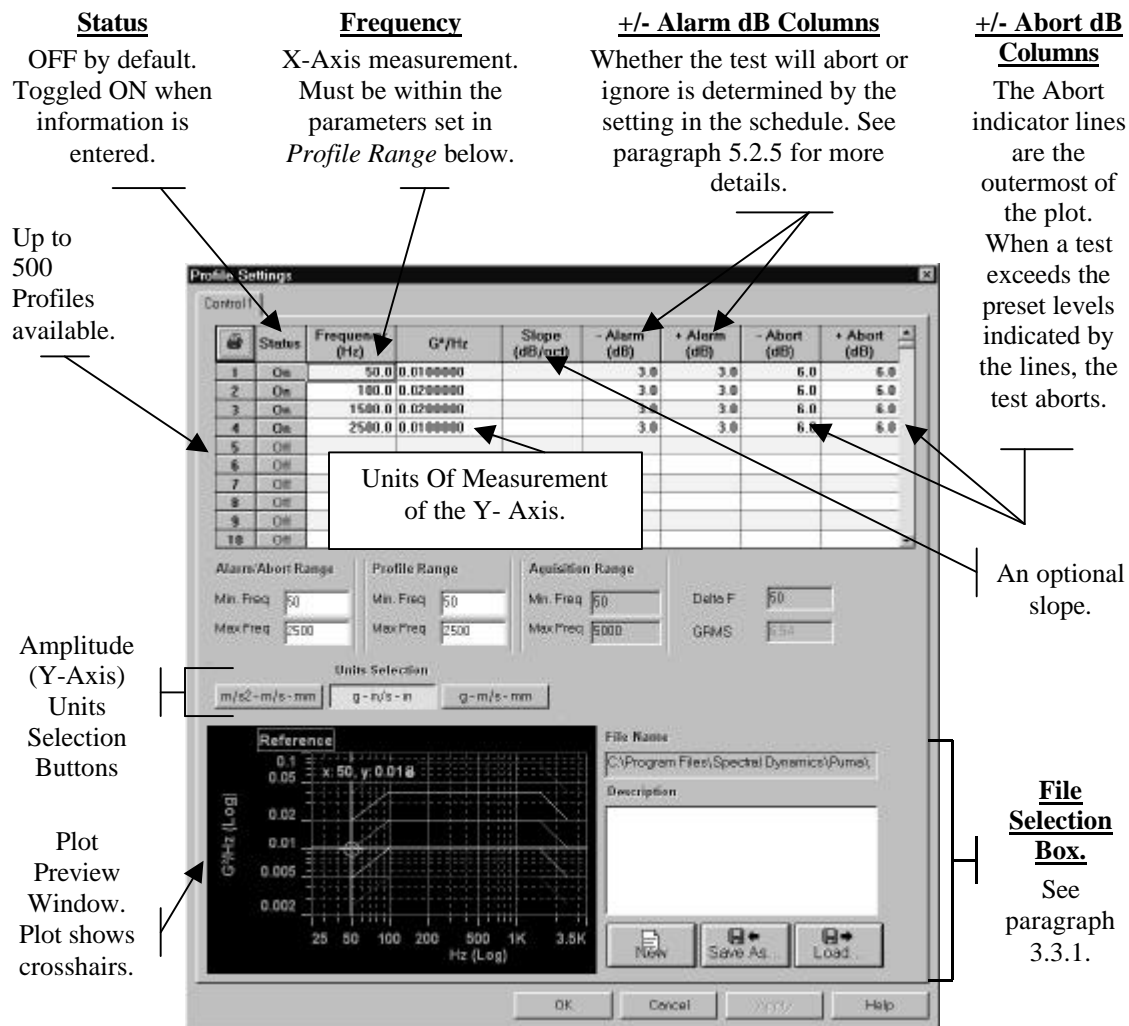 Status
OFF by default.
Toggled ON when
information is
entered.
Frequency
X-Axis measurement.
Must be within the
parameters set in
Profile Range below.
+/- Alarm dB Columns
Whether the test will abort or
ignore is determined by the
setting in the schedule. See
paragraph 5.2.5 for more
details.
+/- Abort dB
Columns
The Abort
indicator lines
are the
outermost of
the plot.
When a test
exceeds the
preset levels
indicated by
the lines, the
test aborts.
Up to
500
Profiles
available.
Profile Settings
Control 1
Status Frequency (Hz) G²/Hz Slope (dB/oct) - Alarm (dB) + Alarm (dB) - Abort (dB) + Abort (dB)
1 On 50.0 0.0100000 3.0 3.0 6.0 6.0
2 On 100.0 0.0200000 3.0 3.0 6.0 6.0
3 On 1500.0 0.0200000 3.0 3.0 6.0 6.0
4 On 2500.0 0.0100000 3.0 3.0 6.0 6.0
5 Off
6 Off
7 Off
8 Off
9 Off
10 Off
Units Of Measurement
of the Y- Axis.
An optional
slope.
Alarm/Abort Range
Min. Freq 50
Max Freq 2500
Profile Range
Min. Freq 50
Max Freq 2500
Aquisition Range
Min. Freq 50
Max Freq 5000
Delta F 50
GRMS
Amplitude
(Y-Axis)
Units
Selection
Buttons
Units Selection
m/s2-m/s-mm g-in/s-in g-m/s-mm
Plot
Preview
Window.
Plot shows
crosshairs.
Reference
x: 50, y: 0.01
G²/Hz (Log)
0.1
0.05
0.02
0.01
0.005
0.002
25 50 100 200 500 1K 3.5K
Hz (Log)
File Name
C:\Program Files\Spectral Dynamics\Puma\
Description
New Save As... Load...
File
Selection
Box.
See
paragraph
3.3.1.
OK Cancel Apply Help